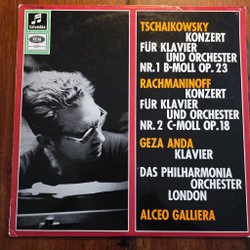 Columbia
TSCHAIKOWSKY
KONZERT
FÜR KLAVIER
UND ORCHESTER
NR.1 B-MOLL OP.23
RACHMANINOFF
KONZERT
FÜR KLAVIER
UND ORCHESTER
NR.2 C-MOLL OP.18
GEZA ANDA
KLAVIER
DAS PHILHARMONIA
ORCHESTER
LONDON
ALCEO GALLIERA